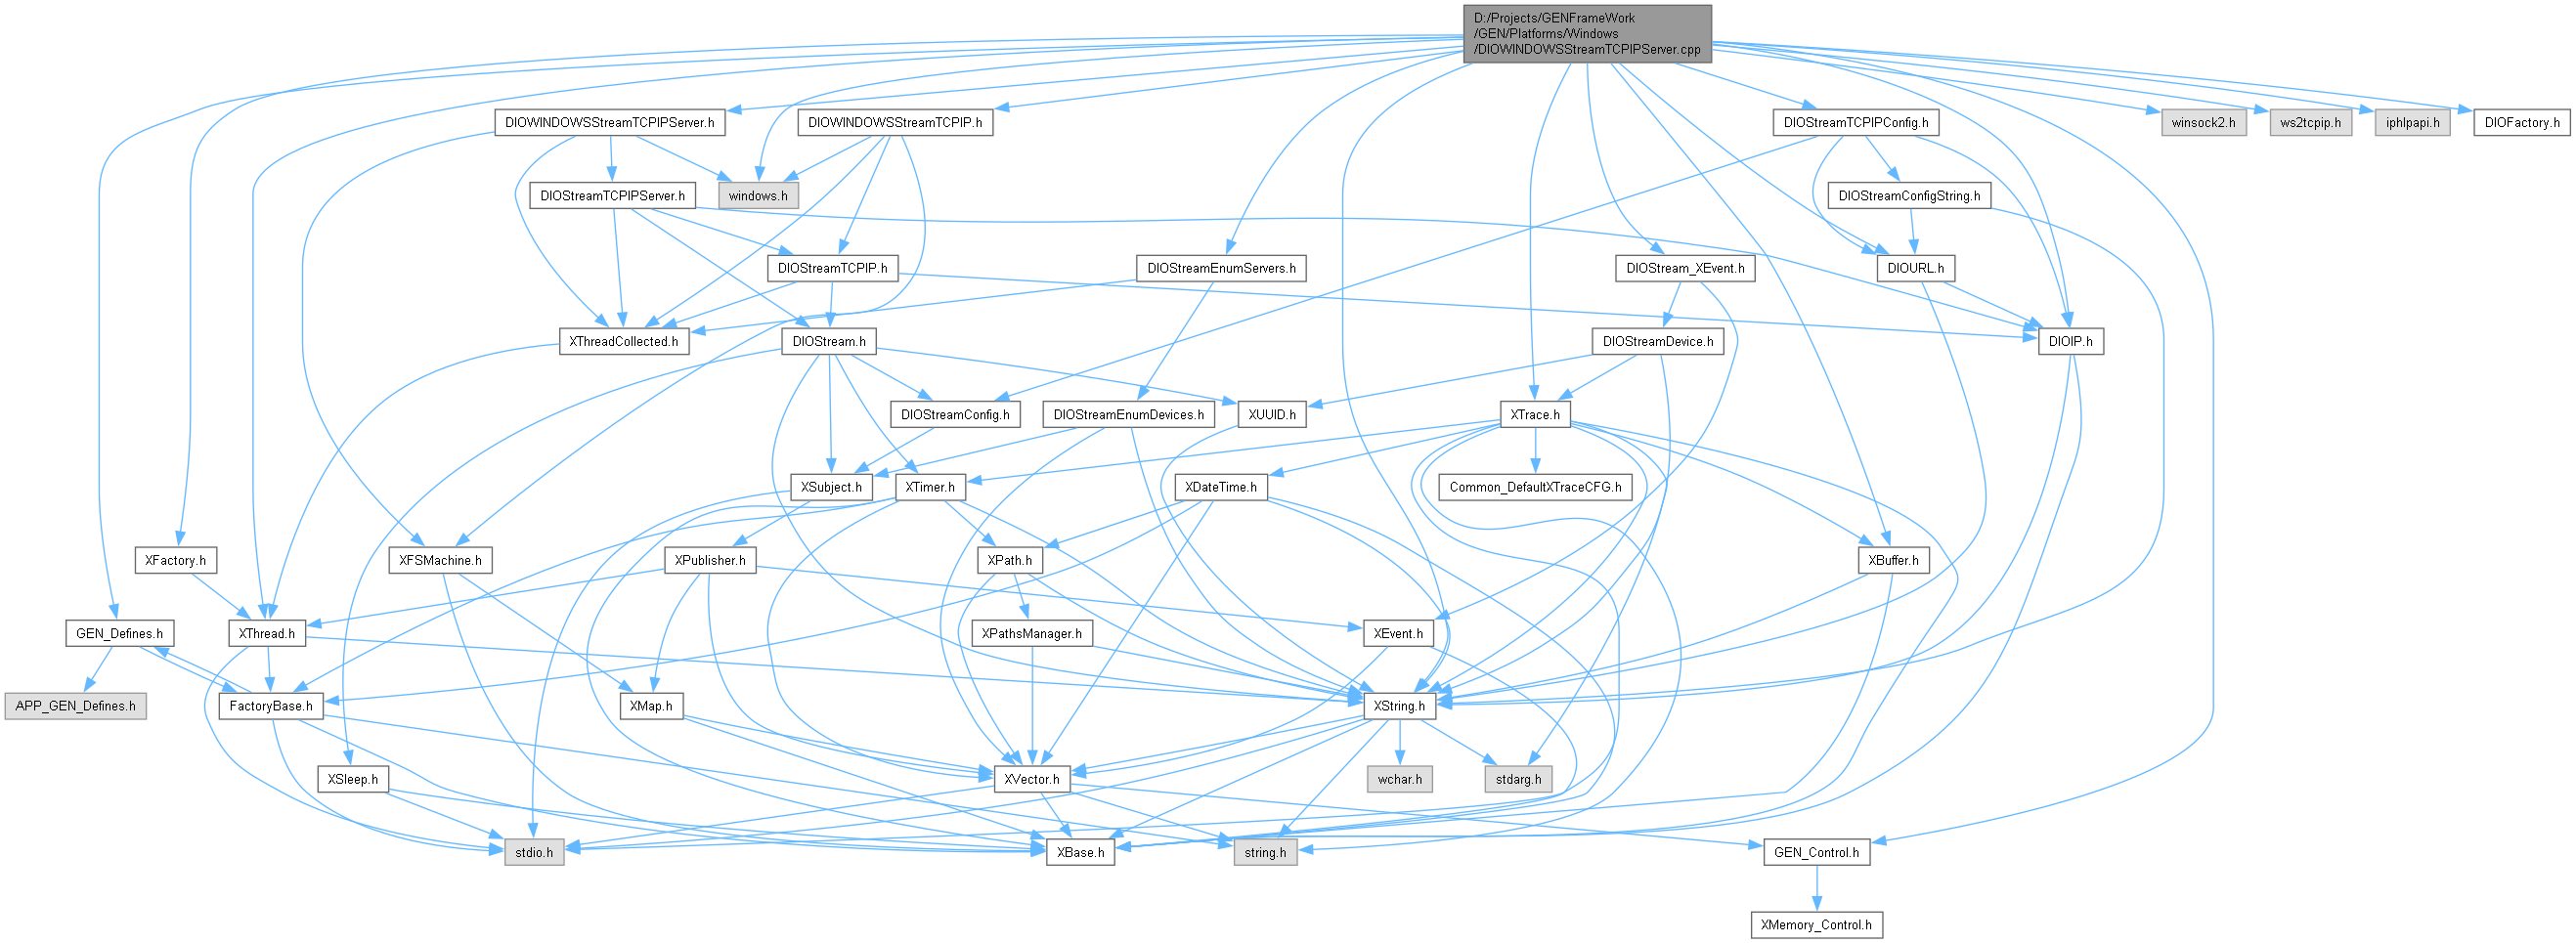 D:/Projects/GENFrameWork
/GEN/Platforms/Windows
/DIOWINDOWSStreamTCPIPServer.cpp
DIOWINDOWSStreamTCPIPServer.h
DIOWINDOWSStreamTCPIP.h
DIOStreamTCPIPConfig.h
winsock2.h
ws2tcpip.h
iphlpapi.h
DIOFactory.h
DIOStreamTCPIPServer.h
windows.h
DIOStreamConfigString.h
DIOStreamTCPIP.h
DIOStreamEnumServers.h
DIOStream_XEvent.h
DIOURL.h
XThreadCollected.h
DIOStream.h
DIOStreamDevice.h
DIOIP.h
DIOStreamConfig.h
DIOStreamEnumDevices.h
XUUID.h
XTrace.h
XSubject.h
XTimer.h
XDateTime.h
Common_DefaultXTraceCFG.h
XFactory.h
XFSMachine.h
XPublisher.h
XPath.h
XBuffer.h
GEN_Defines.h
XThread.h
XPathsManager.h
XEvent.h
APP_GEN_Defines.h
FactoryBase.h
XMap.h
XString.h
XSleep.h
XVector.h
wchar.h
stdarg.h
stdio.h
XBase.h
string.h
GEN_Control.h
XMemory_Control.h